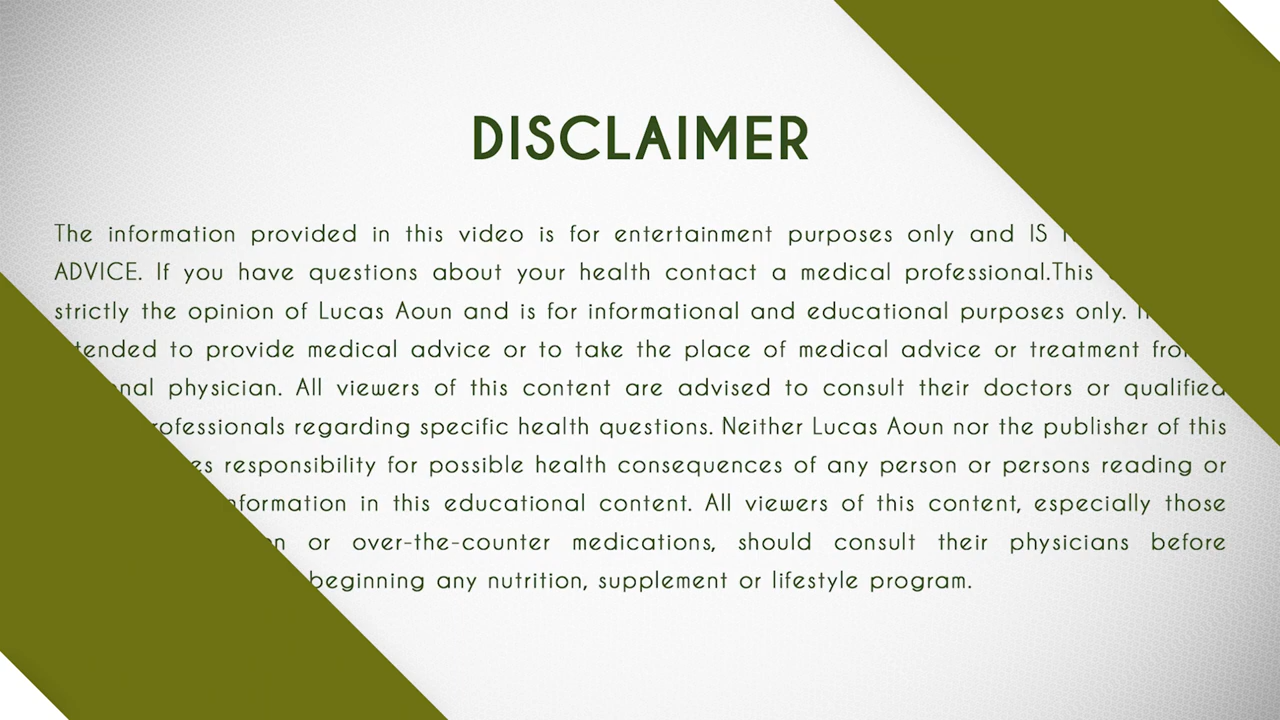 DISCLAIMER
The information provided in this video is for entertainment purposes only and IS
ADVICE. If you have questions about your health contact a medical professional.This
strictly the opinion of Lucas Aoun and is for informational and educational purposes only.
to provide medical advice or to take the place of medical advice or treatment from
physician. All viewers of this content are advised to consult their doctors or qualified
regarding specific health questions. Neither Lucas Aoun nor the publisher of this
responsibility for possible health consequences of any person or persons reading or
information in this educational content. All viewers of this content, especially those
or over-the-counter medications, should consult their physicians before
beginning any nutrition, supplement or lifestyle program.